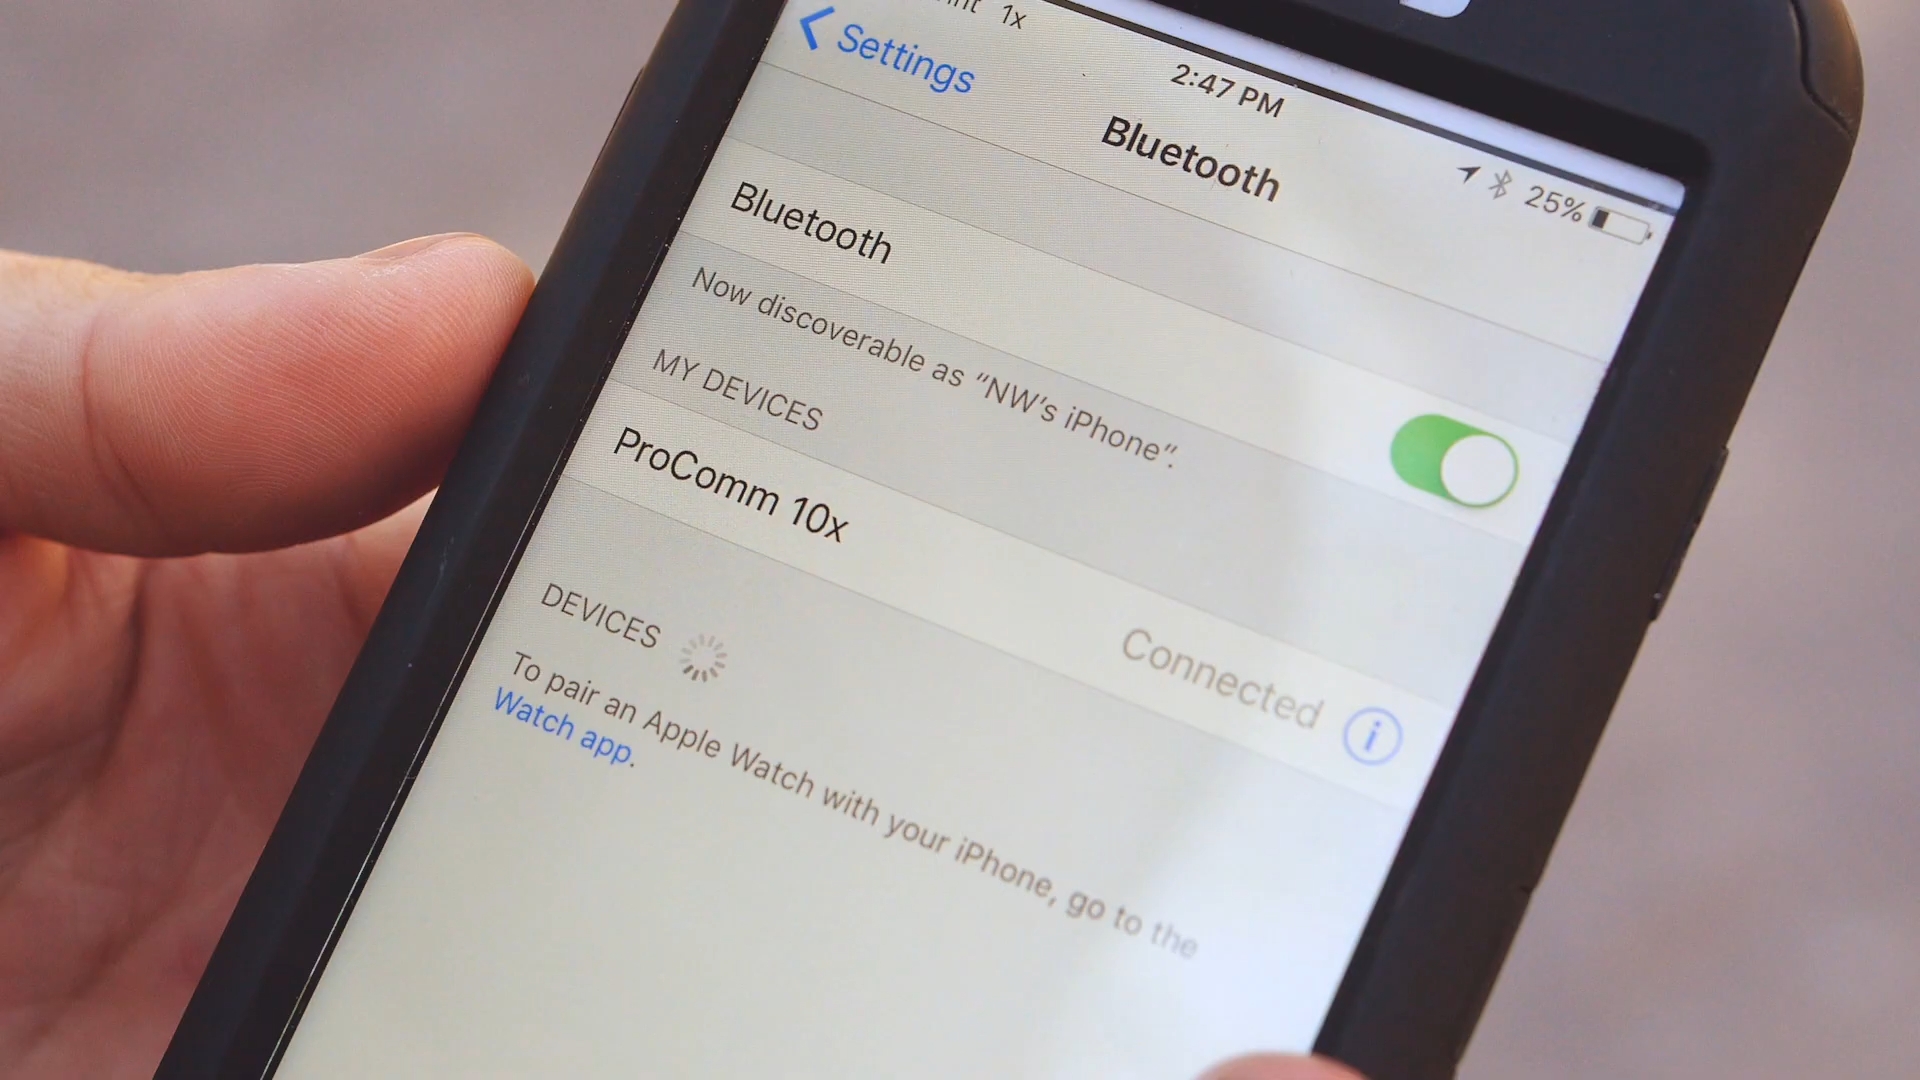 1x
2:47 PM
25%
Settings
Bluetooth
Bluetooth
Now discoverable as “NW’s iPhone”.
MY DEVICES
ProComm 10x
Connected
DEVICES
To pair an Apple Watch with your iPhone, go to the
Watch app.